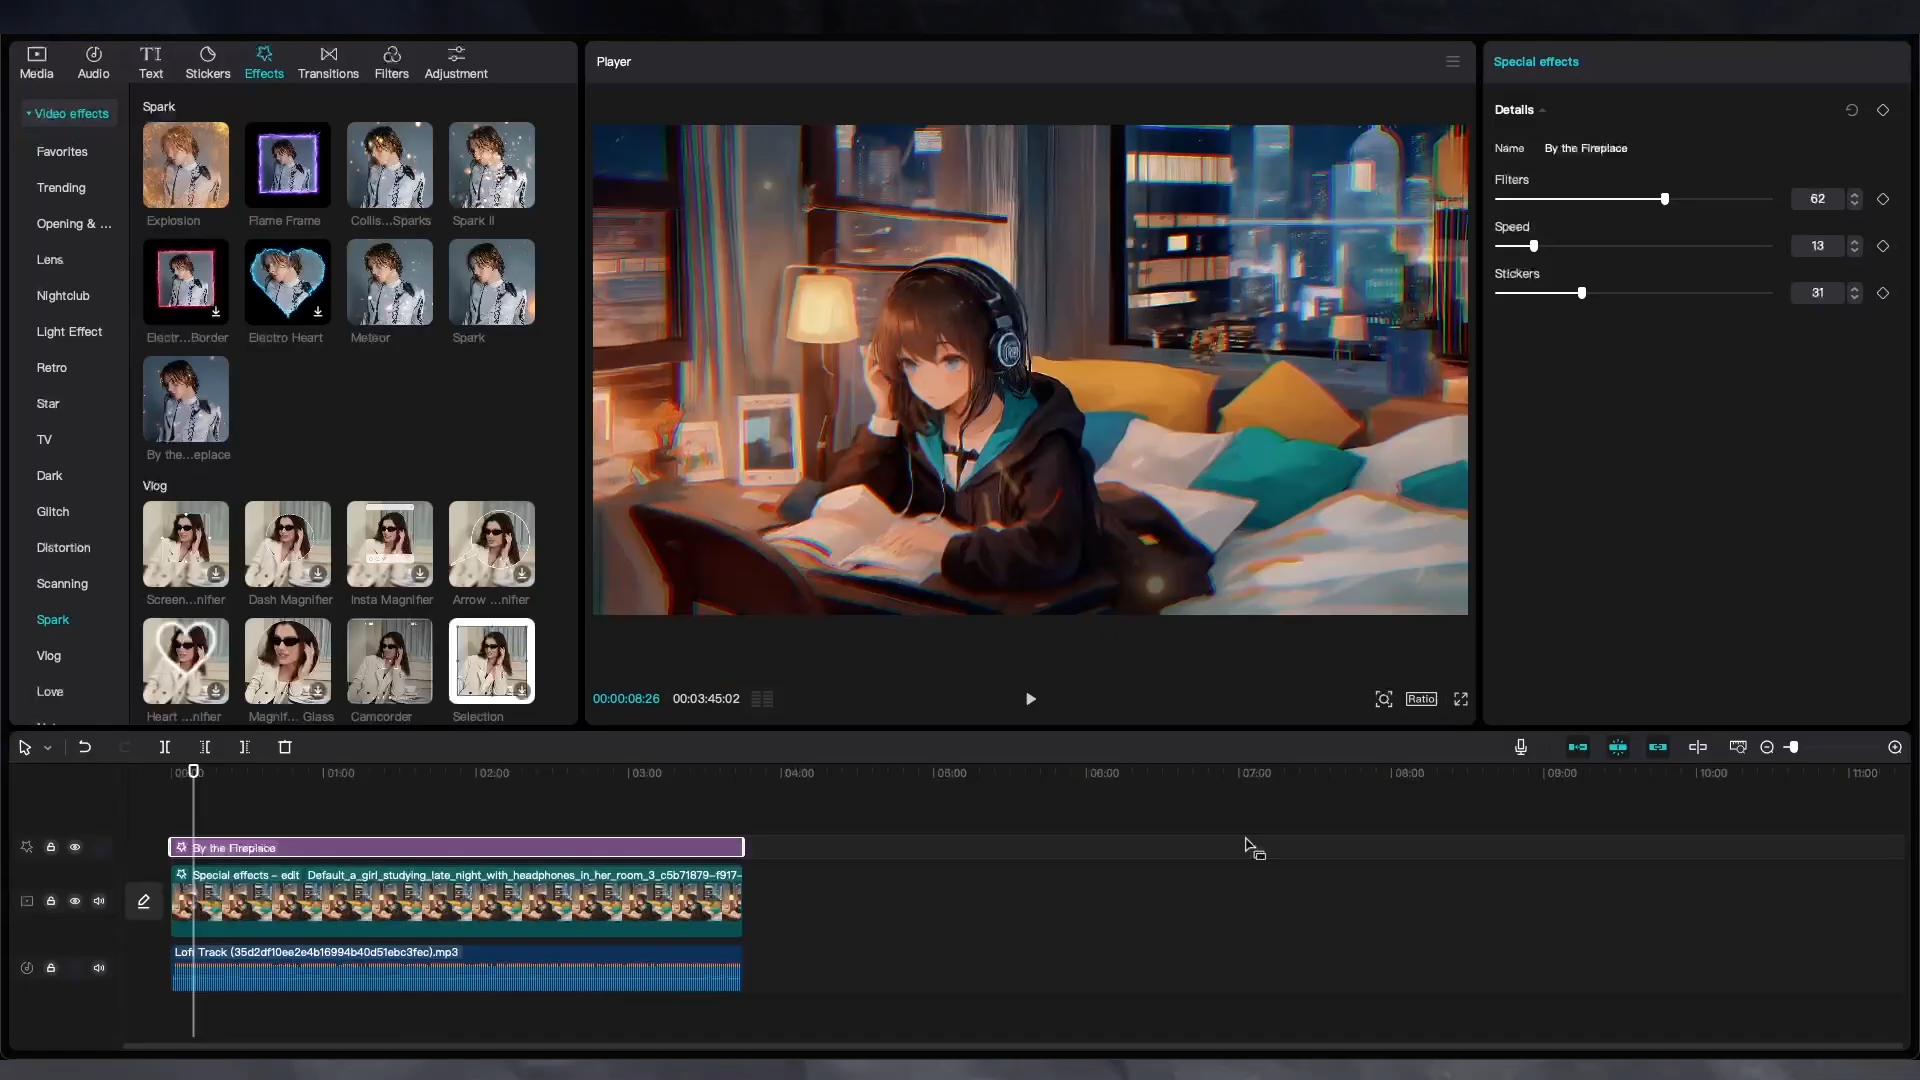 Media
Audio
Text
Stickers
Effects
Transitions
Filters
Adjustment
Video effects
Favorites
Trending
Opening & ...
Lens
Nightclub
Light Effect
Retro
Star
TV
Dark
Glitch
Distortion
Scanning
Spark
Vlog
Love
Spark
Explosion
Flame Frame
Collis...Sparks
Spark II
Electr...Border
Electro Heart
Meteor
Spark
By the...eplace
Vlog
Screen...nifier
Dash Magnifier
Insta Magnifier
Arrow ...nifier
Heart ...nifier
Magnif... Glass
Camcorder
Selection
Player
00:00:08:26
00:03:45:02
Ratio
Special effects
Details
Name By the Fireplace
Filters
62
Speed
13
Stickers
31
01:00
02:00
03:00
04:00
05:00
06:00
07:00
08:00
09:00
10:00
11:00
By the Fireplace
Special effects – edit Default_a_girl_studying_late_night_with_headphones_in_her_room_3_c5b71879-f917-
Lofi Track (35d2df10ee2e4b16994b40d51ebc3fec).mp3